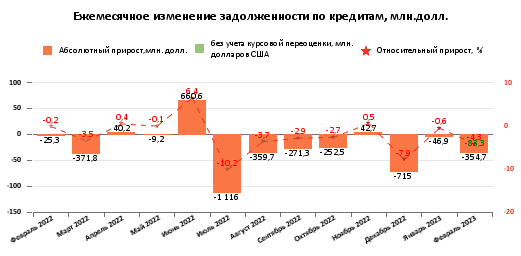 Ежемесячное изменение задолженности по кредитам, млн.долл.
Абсолютный прирост,млн. долл.
без учета курсовой переоценки, млн.
долларов США
Относительный прирост, %
100
50
0
-50
-100
-150
10
0
-10
-20
-0,2
-3,5
0,4
-0,1
6,4
-10,2
-3,7
-2,9
-2,7
0,5
-7,9
-0,6
-4,3
-25,3
-371,8
40,2
-9,2
660,6
-1 116
-359,7
-271,3
-252,5
42,7
-715
-46,9
-83,3
-354,7
Февраль 2022
Март 2022
Апрель 2022
Май 2022
Июнь 2022
Июль 2022
Август 2022
Сентябрь 2022
Октябрь 2022
Ноябрь 2022
Декабрь 2022
Январь 2023
Февраль 2023